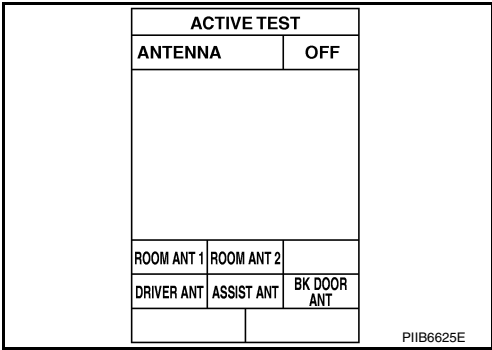 ACTIVE TEST
ANTENNA OFF
ROOM ANT 1 ROOM ANT 2
DRIVER ANT ASSIST ANT BK DOOR
ANT
PIIB6625E